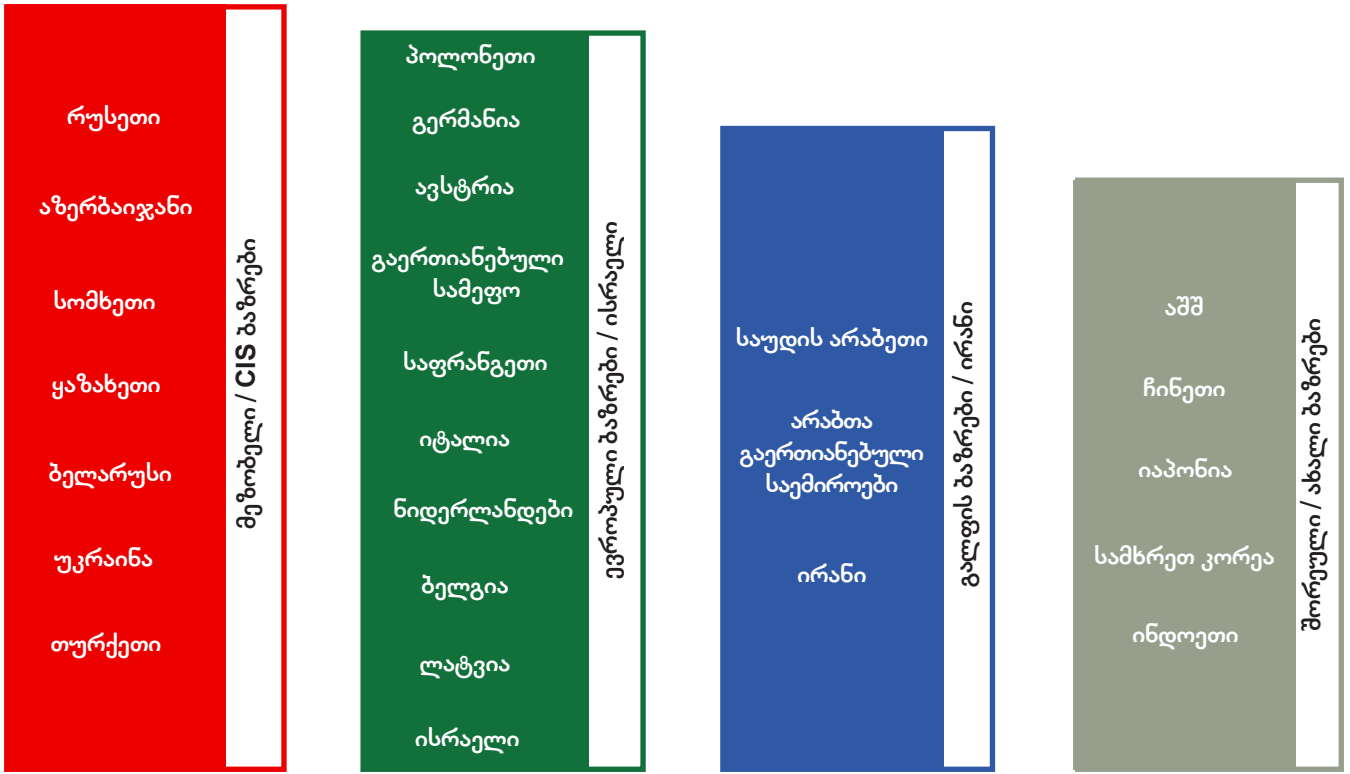 რუსეთი
აზერბაიჯანი
სომხეთი
ყაზახეთი
ბელარუსი
უკრაინა
თურქეთი
მეზობელი / CIS ბაზრები
პოლონეთი
გერმანია
ავსტრია
გაერთიანებული
სამეფო
საფრანგეთი
იტალია
ნიდერლანდები
ბელგია
ლატვია
ისრაელი
ევროპული ბაზრები / ისრაელი
საუდის არაბეთი
არაბთა
გაერთიანებული
საემიროები
ირანი
გალფის ბაზრები / ირანი
აშშ
ჩინეთი
იაპონია
სამხრეთ კორეა
ინდოეთი
შორეული / ახალი ბაზრები